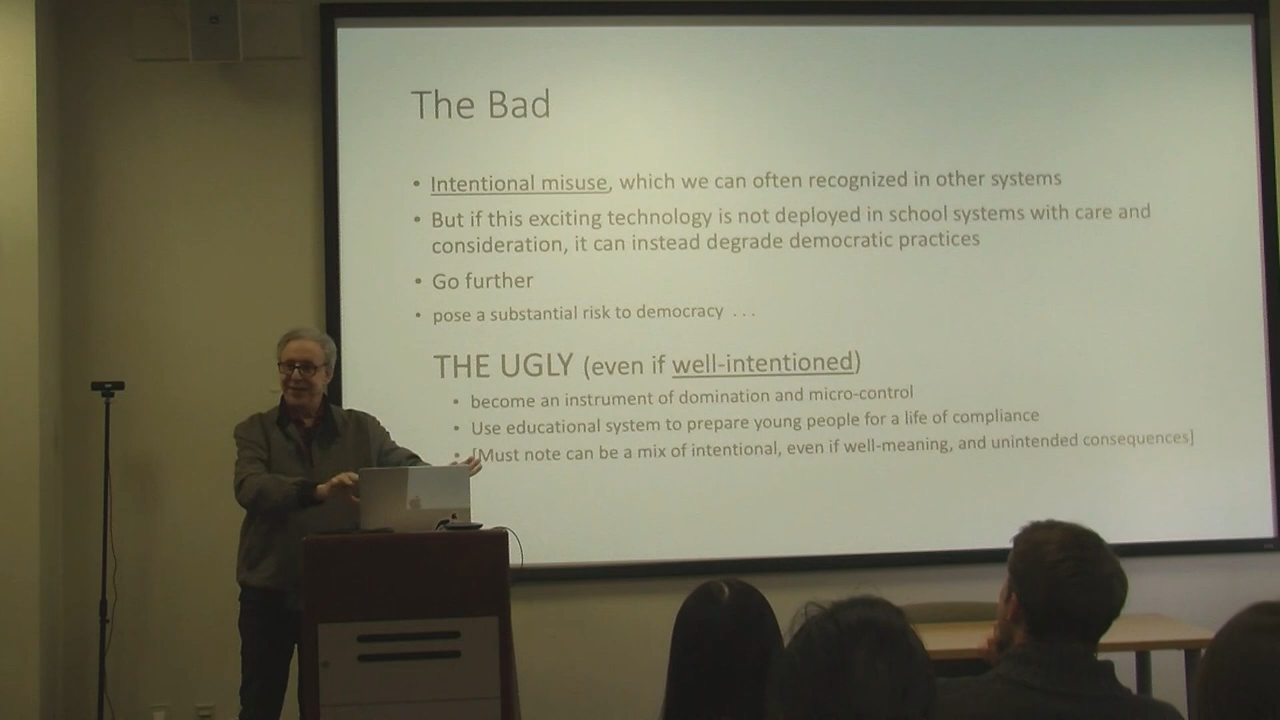 The Bad
• Intentional misuse, which we can often recognized in other systems
• But if this exciting technology is not deployed in school systems with care and
consideration, it can instead degrade democratic practices
• Go further
• pose a substantial risk to democracy . . .
THE UGLY (even if well-intentioned)
• become an instrument of domination and micro-control
• Use educational system to prepare young people for a life of compliance
• [Must note can be a mix of intentional, even if well-meaning, and unintended consequences]